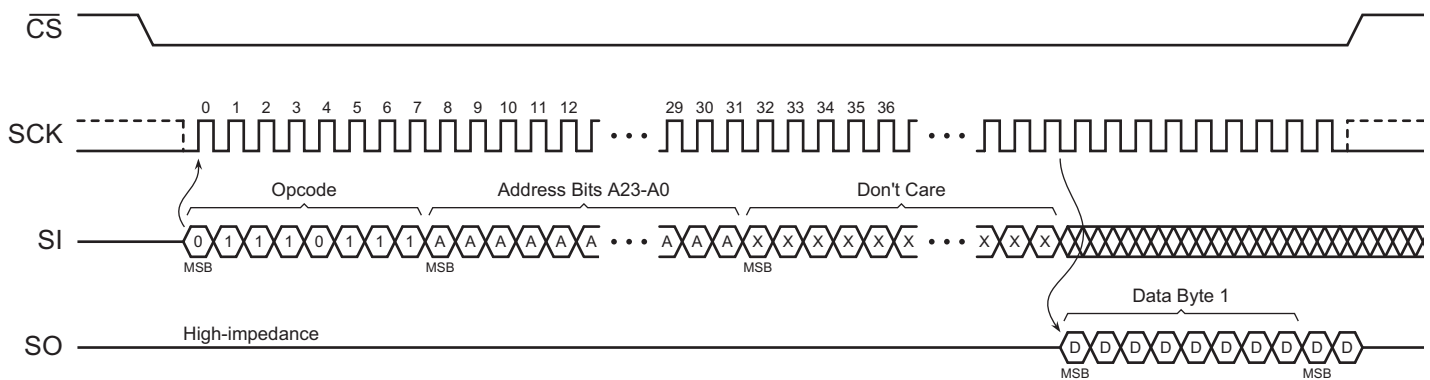 CS
0 1 2 3 4 5 6 7 8 9 10 11 12 29 30 31 32 33 34 35 36
SCK
Opcode Address Bits A23-A0 Don't Care
SI 0 1 1 1 0 1 1 1 A A A A A A A A A X X X X X X X X X
MSB MSB MSB
Data Byte 1
High-impedance
SO D D D D D D D D D D
MSB MSB